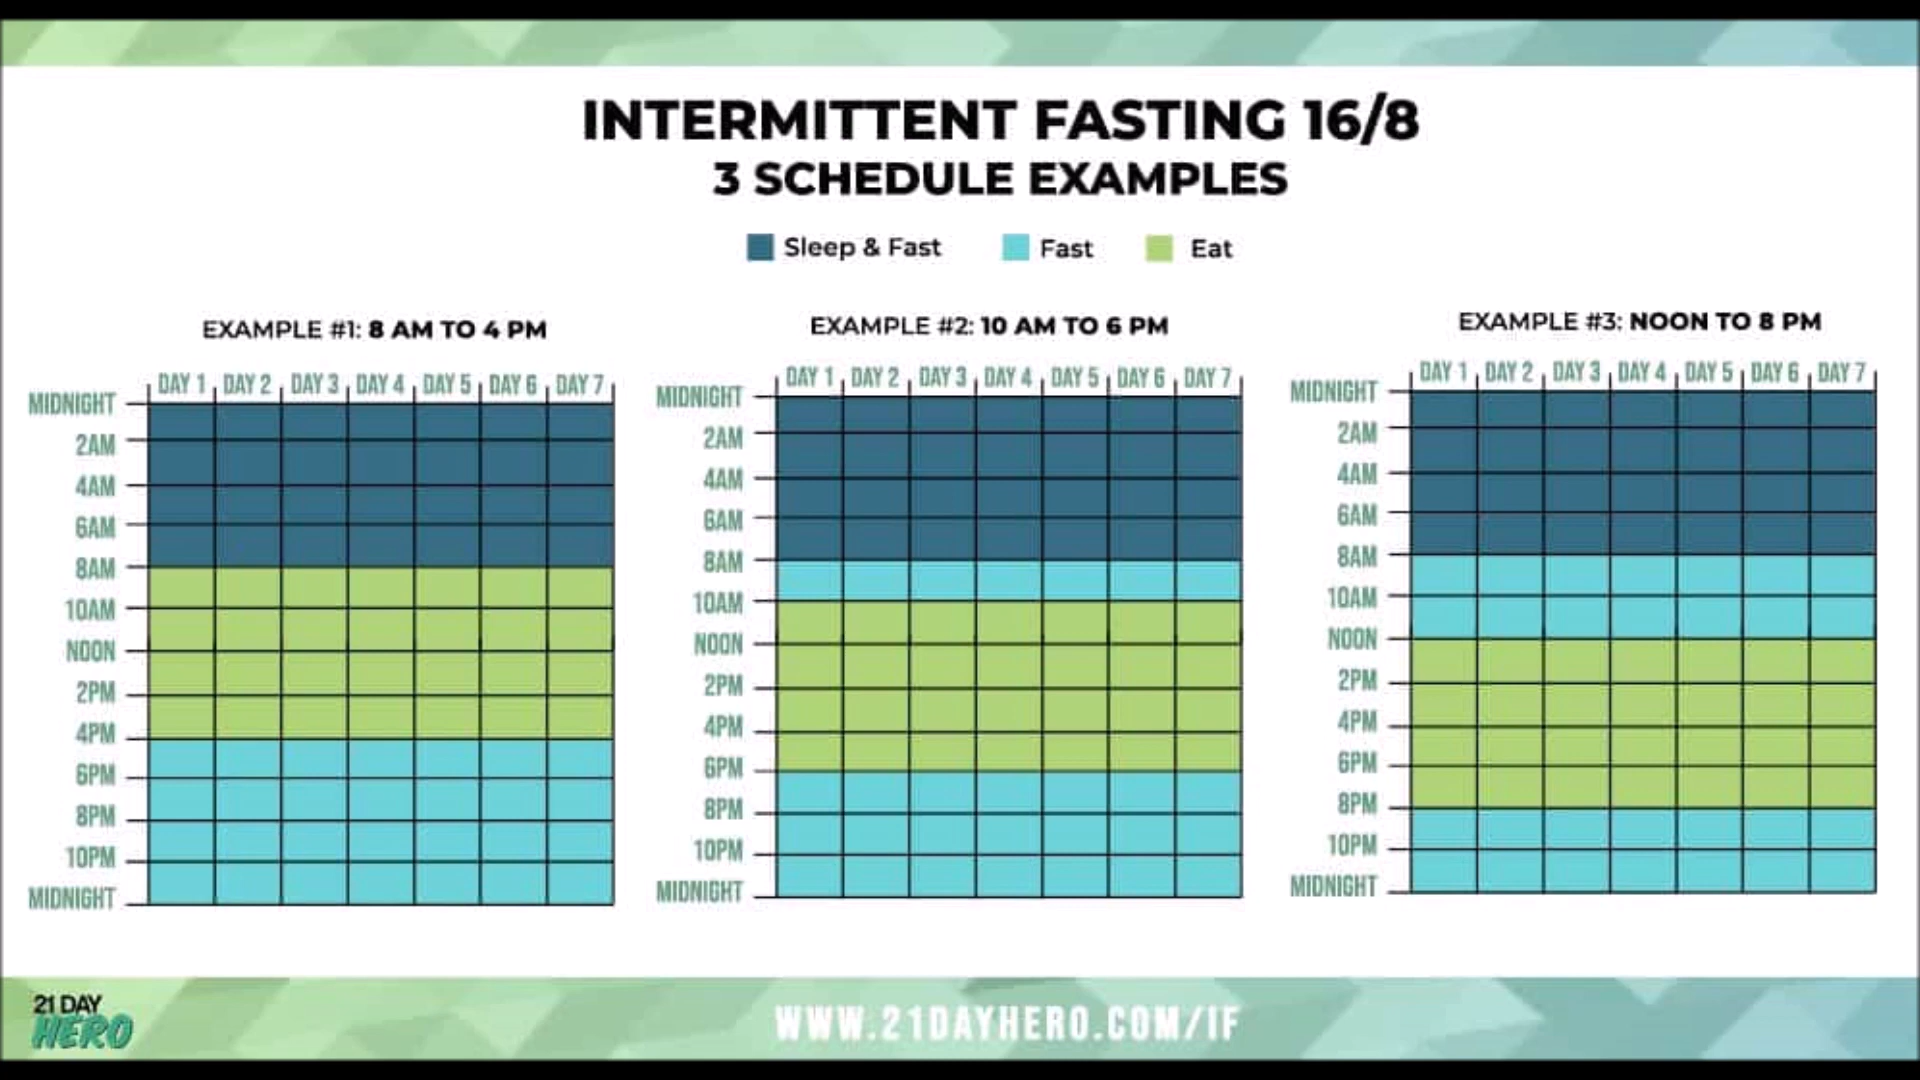 INTERMITTENT FASTING 16/8
3 SCHEDULE EXAMPLES
Sleep & Fast Fast Eat
EXAMPLE #1: 8 AM TO 4 PM
DAY 1 DAY 2 DAY 3 DAY 4 DAY 5 DAY 6 DAY 7
MIDNIGHT
2AM
4AM
6AM
8AM
10AM
NOON
2PM
4PM
6PM
8PM
10PM
MIDNIGHT
EXAMPLE #2: 10 AM TO 6 PM
DAY 1 DAY 2 DAY 3 DAY 4 DAY 5 DAY 6 DAY 7
MIDNIGHT
2AM
4AM
6AM
8AM
10AM
NOON
2PM
4PM
6PM
8PM
10PM
MIDNIGHT
EXAMPLE #3: NOON TO 8 PM
DAY 1 DAY 2 DAY 3 DAY 4 DAY 5 DAY 6 DAY 7
MIDNIGHT
2AM
4AM
6AM
8AM
10AM
NOON
2PM
4PM
6PM
8PM
10PM
MIDNIGHT
21 DAY
HERO
WWW.21DAYHERO.COM/IF